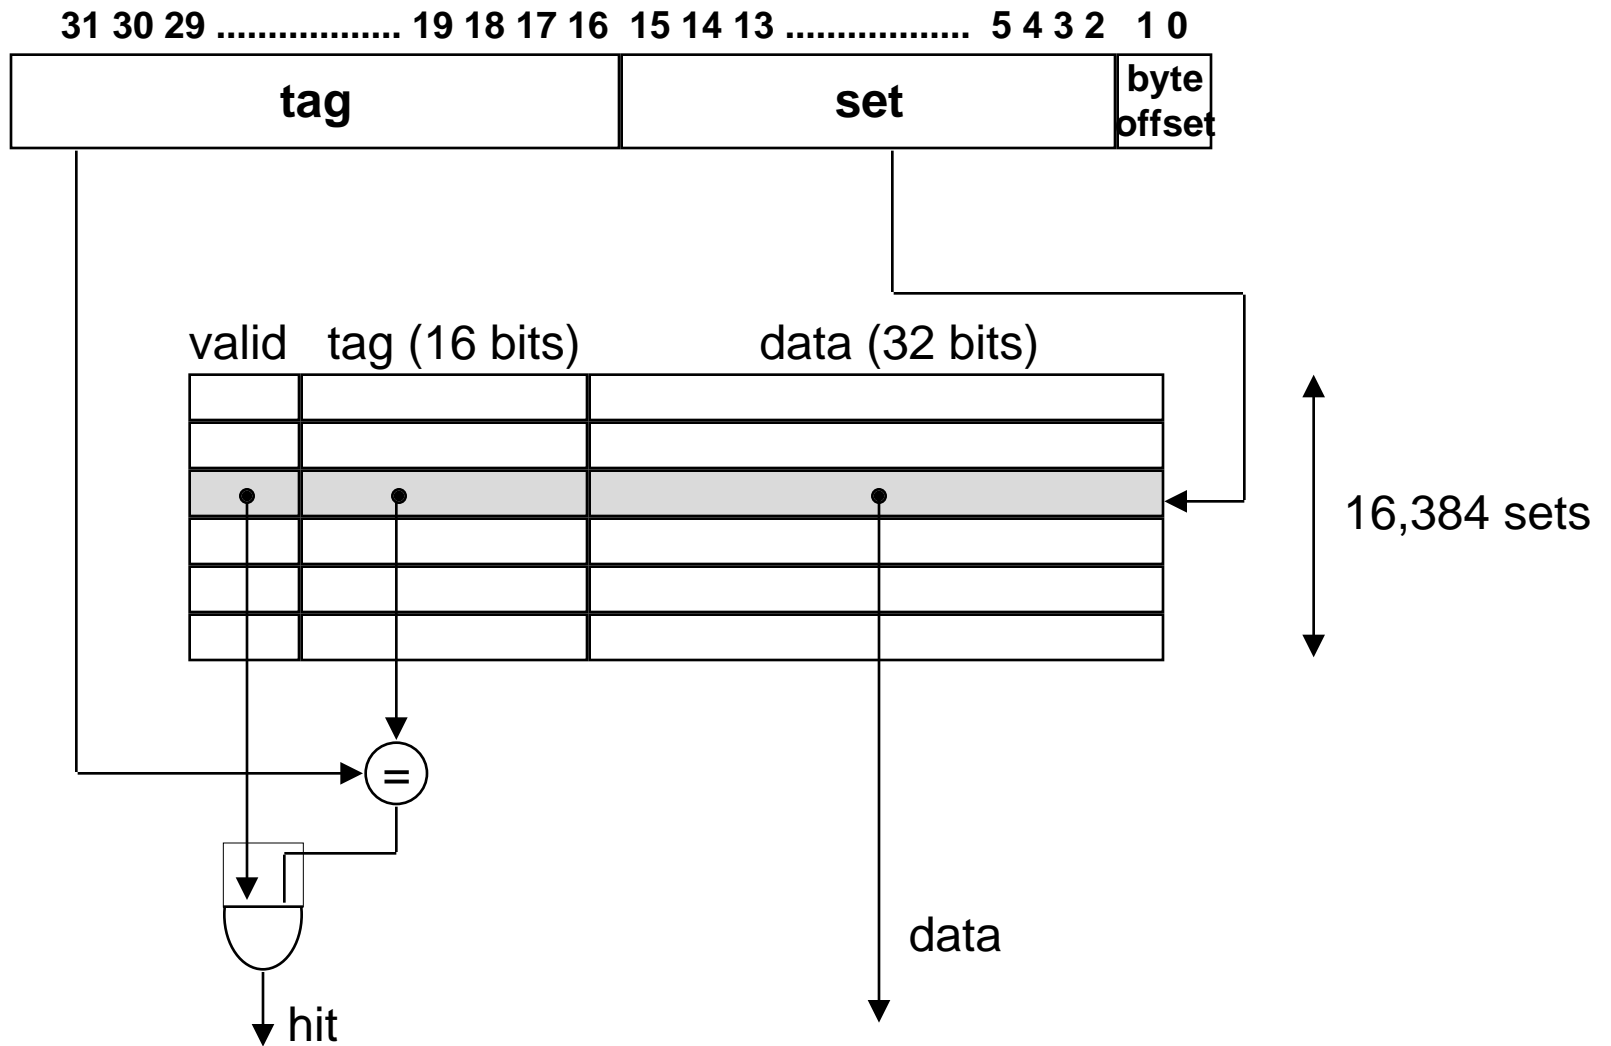 31 30 29 .................. 19 18 17 16 15 14 13 .................. 5 4 3 2 1 0
tag set byte
offset
valid tag (16 bits) data (32 bits)
16,384 sets
=
data
hit